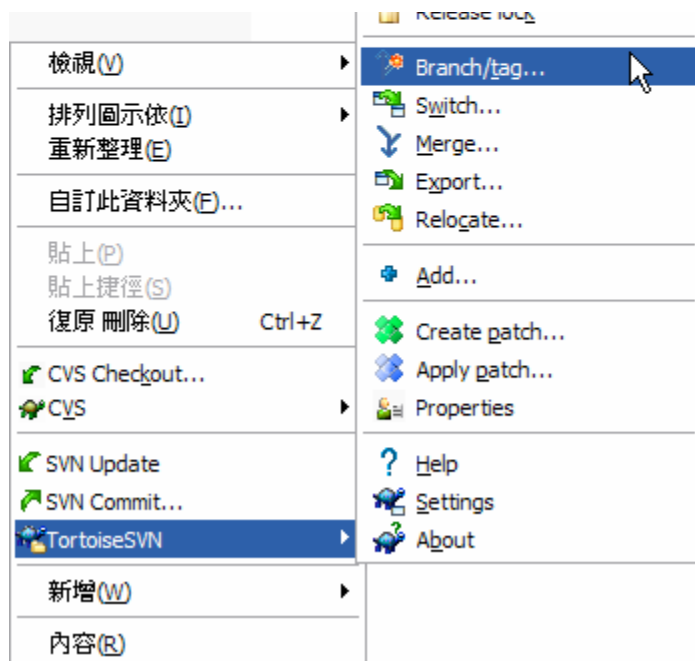 檢視(V)
排列圖示依(I)
重新整理(E)
自訂此資料夾(F)...
貼上(P)
貼上捷徑(S)
復原 刪除(U) Ctrl+Z
CVS Checkout...
CVS
SVN Update
SVN Commit...
TortoiseSVN
新增(W)
內容(R)
Release lock
Branch/tag...
Switch...
Merge...
Export...
Relocate...
Add...
Create patch...
Apply patch...
Properties
Help
Settings
About